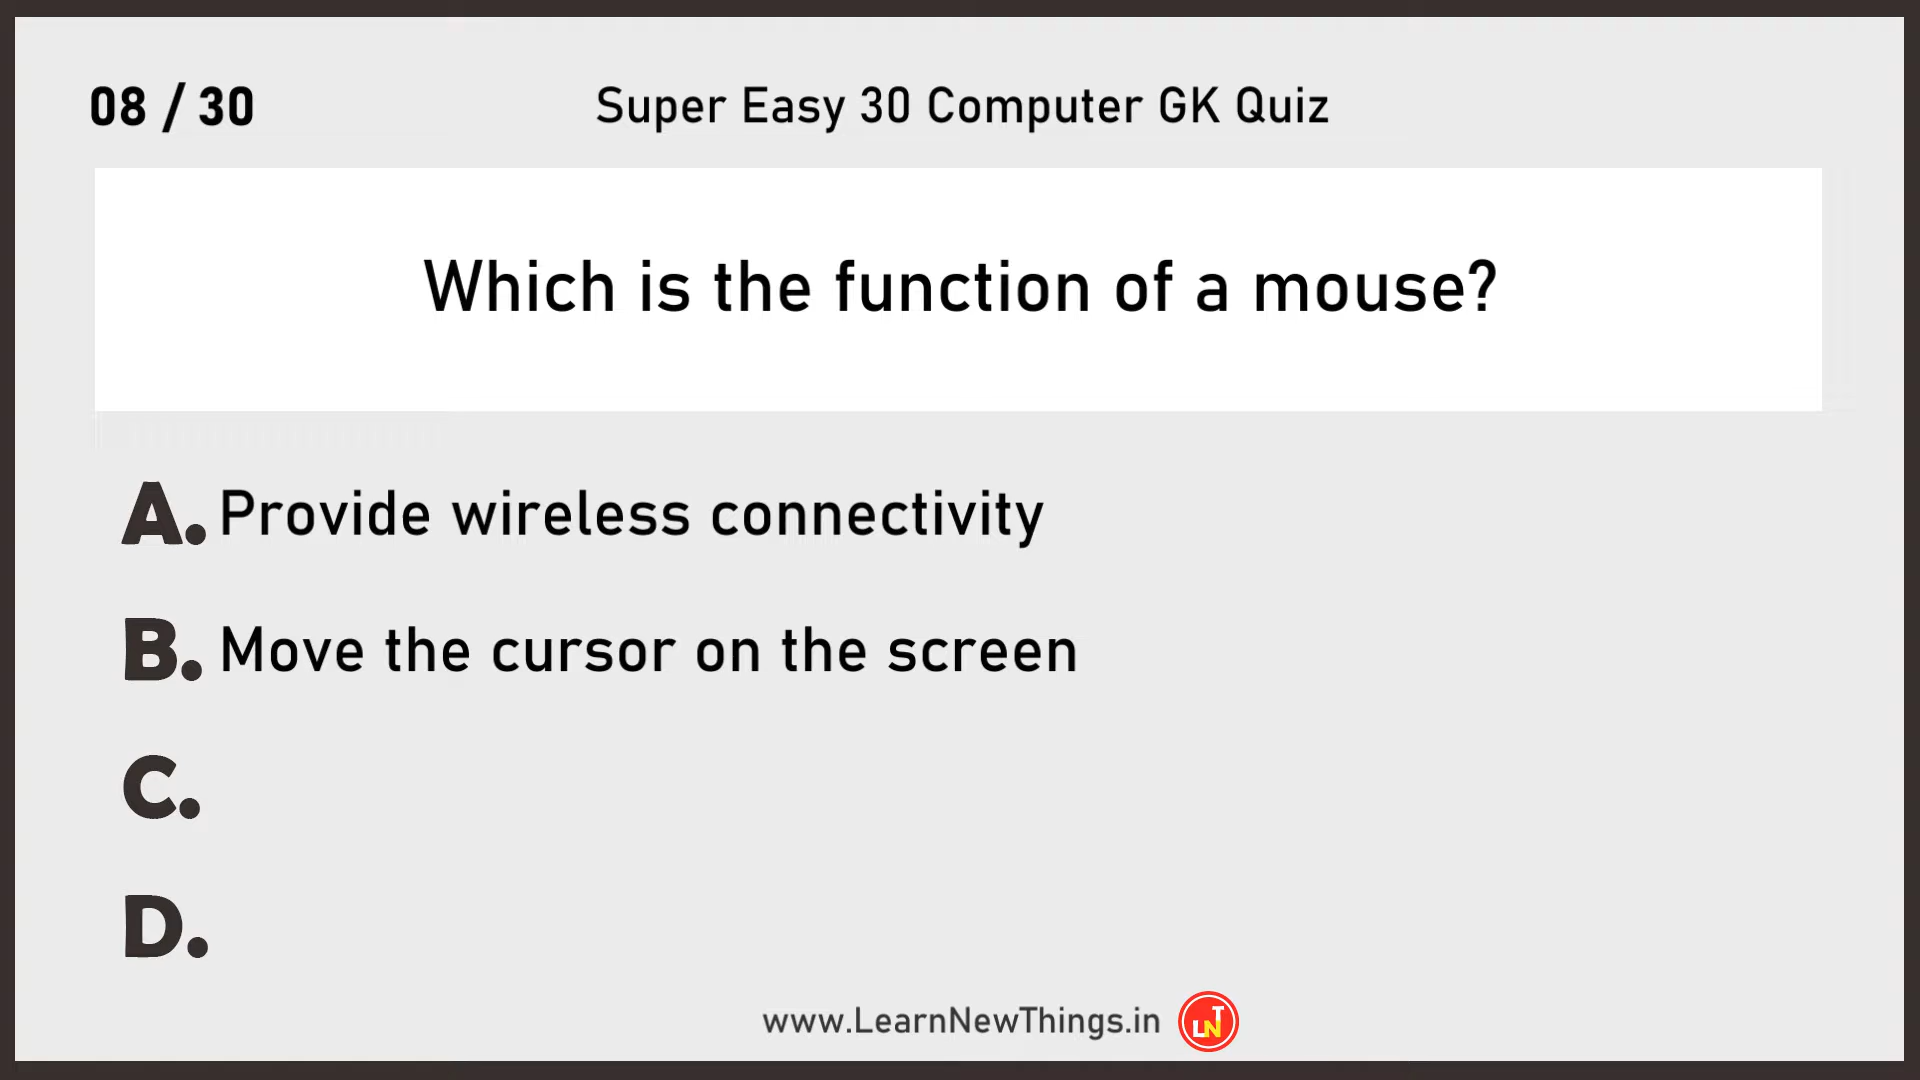 08 / 30
Super Easy 30 Computer GK Quiz
Which is the function of a mouse?
A. Provide wireless connectivity
B. Move the cursor on the screen
C.
D.
www.LearnNewThings.in
LNT